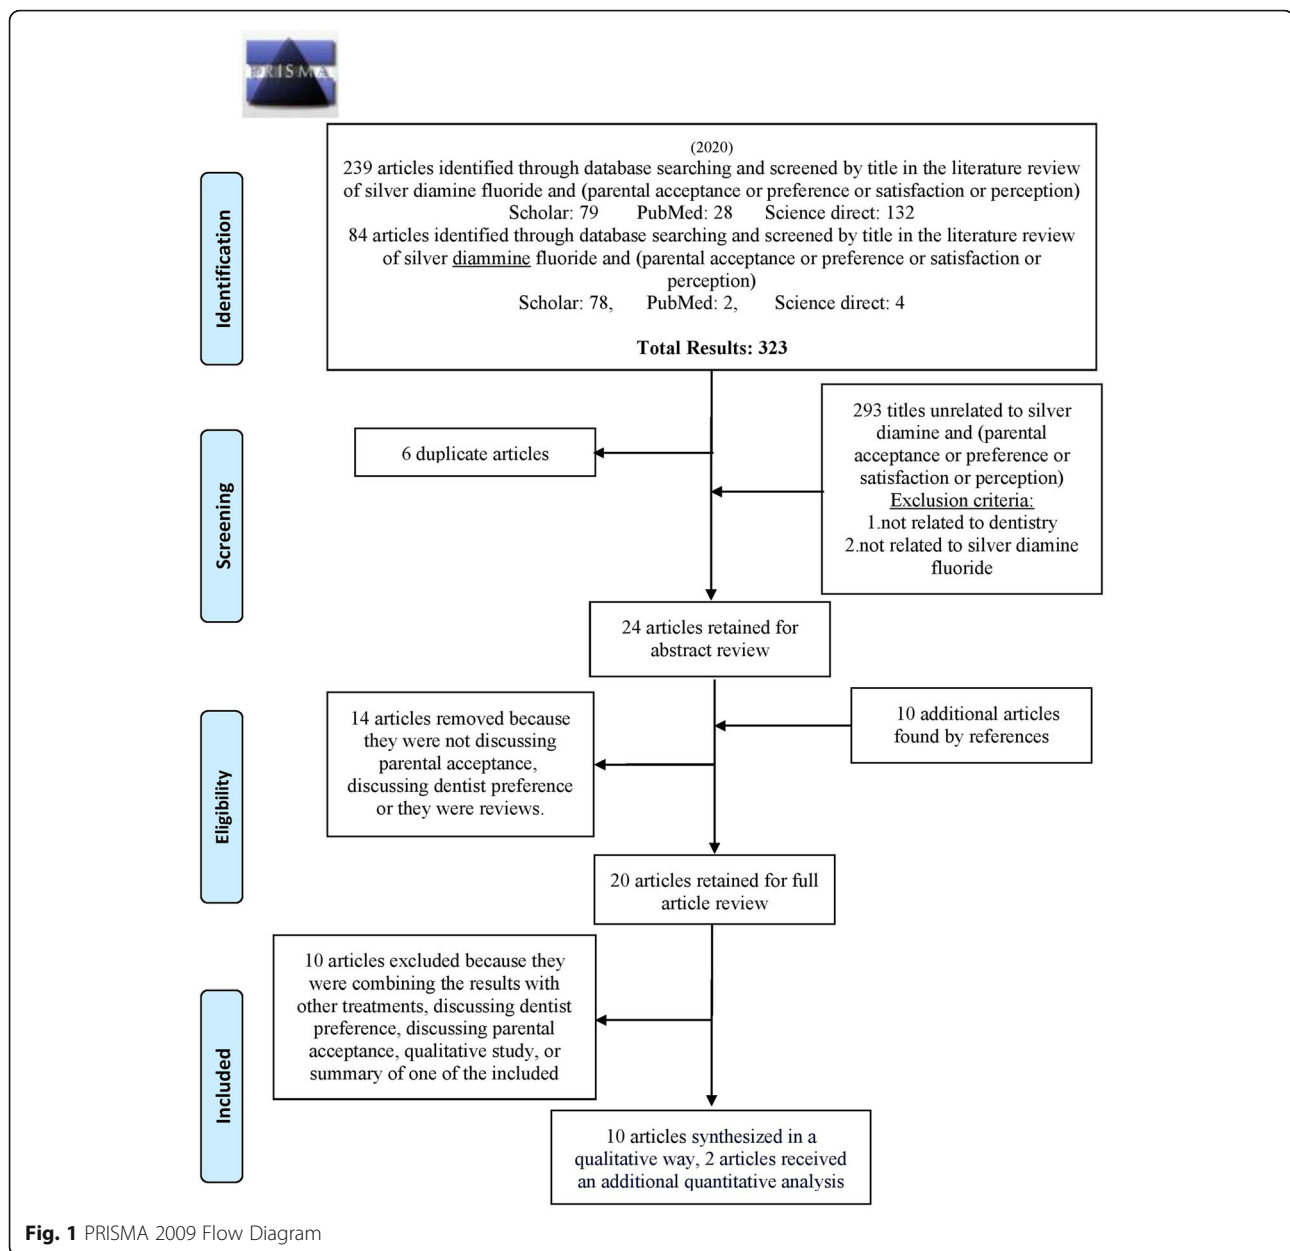 PRISMA
(2020)
239 articles identified through database searching and screened by title in the literature review
of silver diamine fluoride and (parental acceptance or preference or satisfaction or perception)
Scholar: 79 PubMed: 28 Science direct: 132
84 articles identified through database searching and screened by title in the literature review
of silver diammine fluoride and (parental acceptance or preference or satisfaction or
perception)
Scholar: 78, PubMed: 2, Science direct: 4
Total Results: 323
Identification
293 titles unrelated to silver
diamine and (parental
acceptance or preference or
satisfaction or perception)
Exclusion criteria:
1.not related to dentistry
2.not related to silver diamine
fluoride
6 duplicate articles
Screening
24 articles retained for
abstract review
14 articles removed because
they were not discussing
parental acceptance,
discussing dentist preference
or they were reviews.
10 additional articles
found by references
Eligibility
20 articles retained for full
article review
10 articles excluded because they
were combining the results with
other treatments, discussing dentist
preference, discussing parental
acceptance, qualitative study, or
summary of one of the included
Included
10 articles synthesized in a
qualitative way, 2 articles received
an additional quantitative analysis
Fig. 1 PRISMA 2009 Flow Diagram